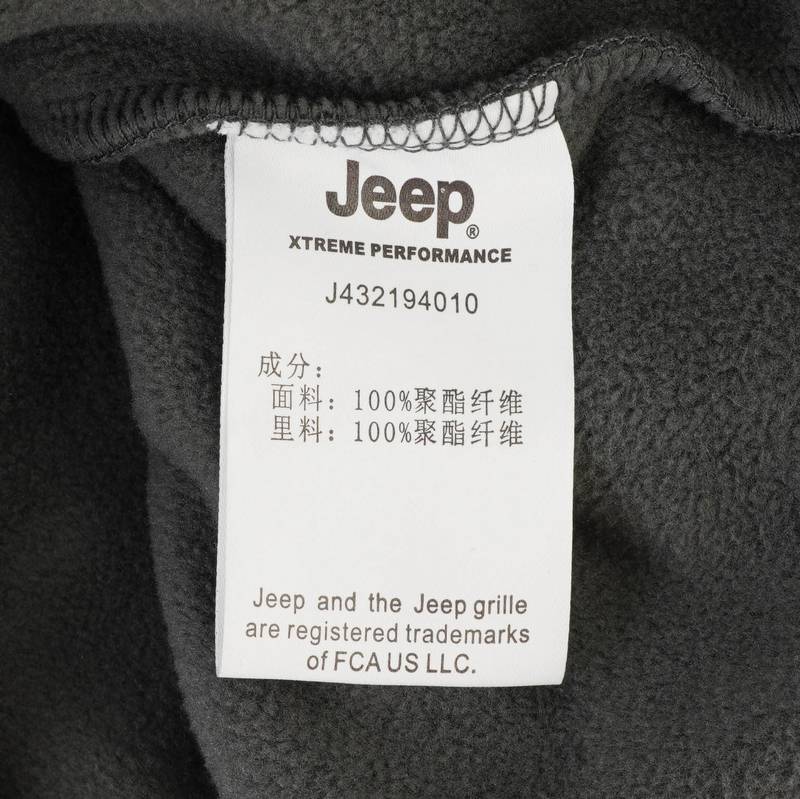 Jeep®
XTREME PERFORMANCE
J432194010
成分：
面料：100%聚酯纤维
里料：100%聚酯纤维
Jeep and the Jeep grille
are registered trademarks
of FCA US LLC.